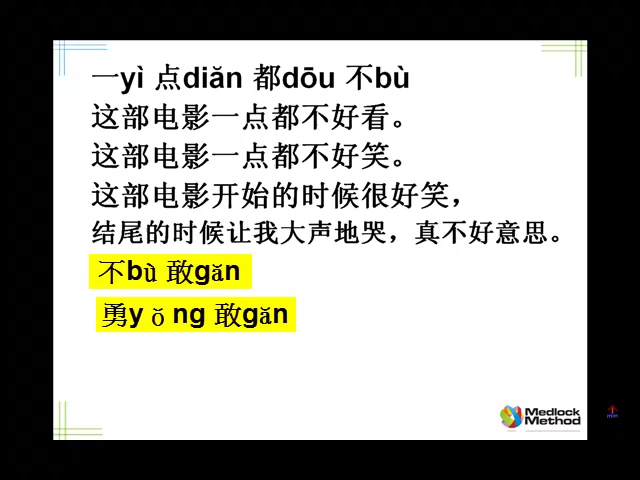 一yì 点diǎn 都dōu 不bù
这部电影一点都不好看。
这部电影一点都不好笑。
这部电影开始的时候很好笑，
结尾的时候让我大声地哭，真不好意思。
不bù 敢gǎn
勇yǒng 敢gǎn
Medlock
Method